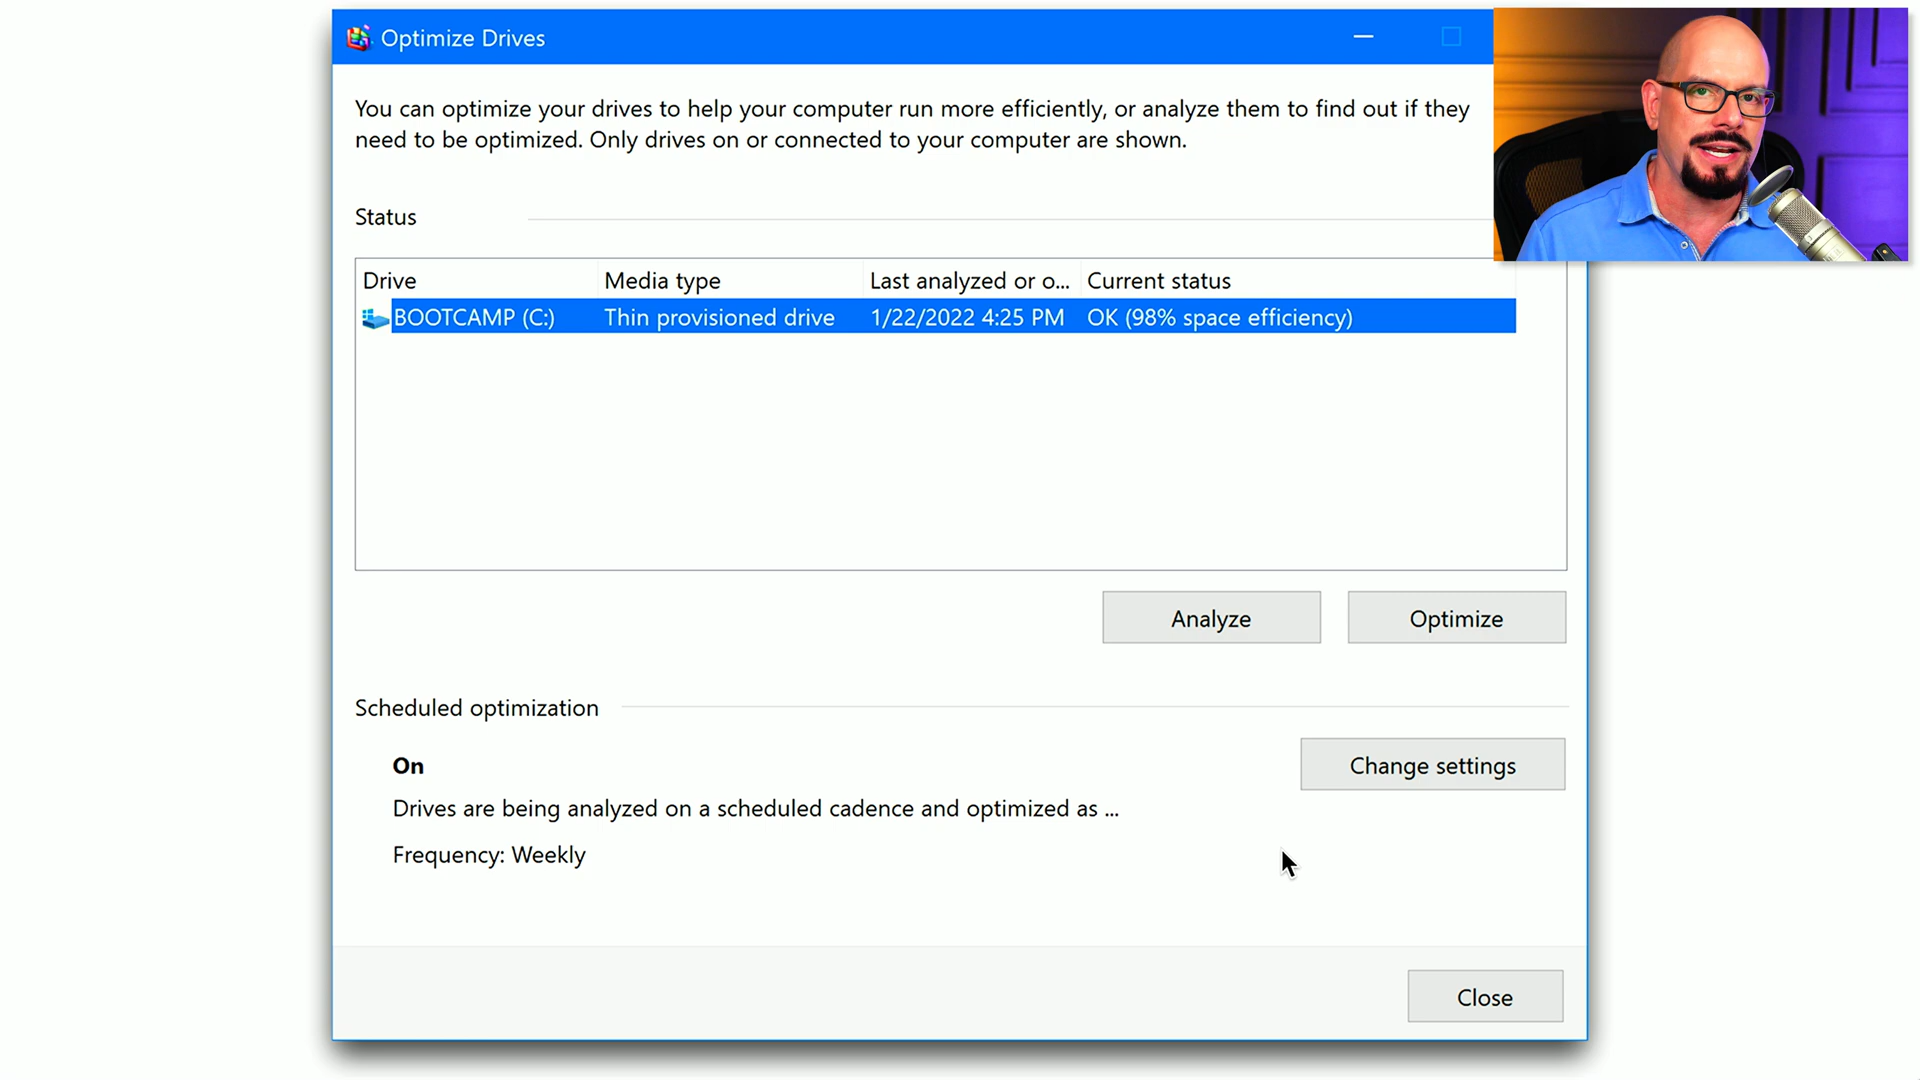 Optimize Drives
You can optimize your drives to help your computer run more efficiently, or analyze them to find out if they
need to be optimized. Only drives on or connected to your computer are shown.
Status
Drive Media type Last analyzed or o... Current status
BOOTCAMP (C:) Thin provisioned drive 1/22/2022 4:25 PM OK (98% space efficiency)
Analyze Optimize
Scheduled optimization
On
Change settings
Drives are being analyzed on a scheduled cadence and optimized as ...
Frequency: Weekly
Close